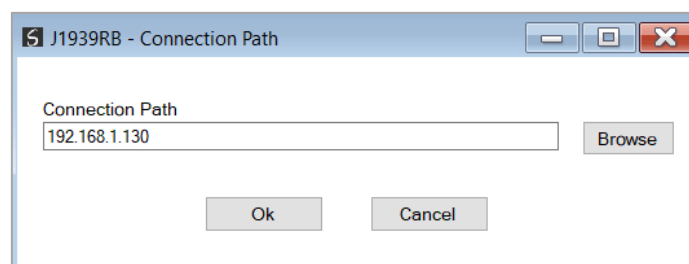 J1939RB - Connection Path
Connection Path
192.168.1.130
Browse
Ok
Cancel